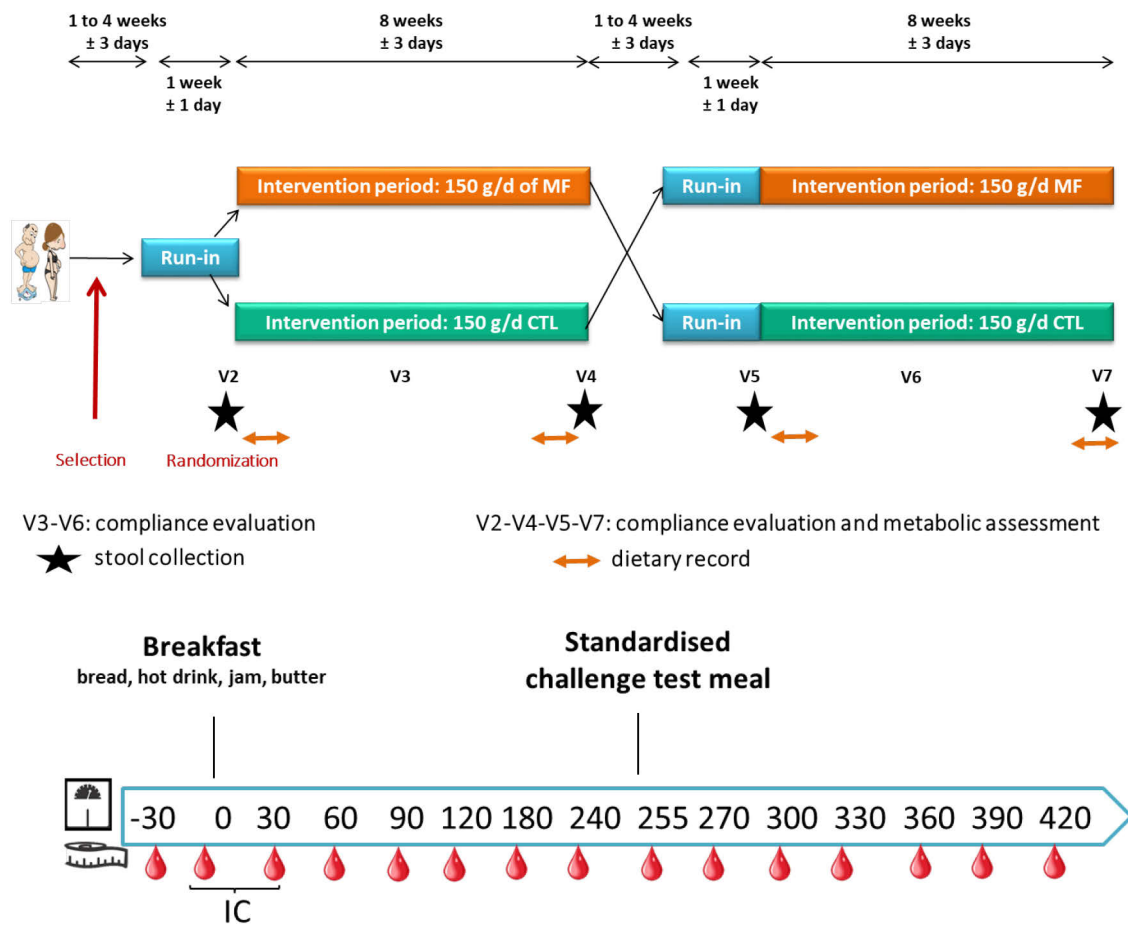 1 to 4 weeks
± 3 days
8 weeks
± 3 days
1 to 4 weeks
± 3 days
8 weeks
± 3 days
1 week
± 1 day
1 week
± 1 day
Intervention period: 150 g/d of MF
Run-in
Intervention period: 150 g/d MF
Run-in
Intervention period: 150 g/d CTL
Run-in
Intervention period: 150 g/d CTL
V2
V3
V4
V5
V6
V7
Selection
Randomization
V3-V6: compliance evaluation
V2-V4-V5-V7: compliance evaluation and metabolic assessment
stool collection
dietary record
Breakfast
bread, hot drink, jam, butter
Standardised
challenge test meal
-30 0 30 60 90 120 180 240 255 270 300 330 360 390 420
IC